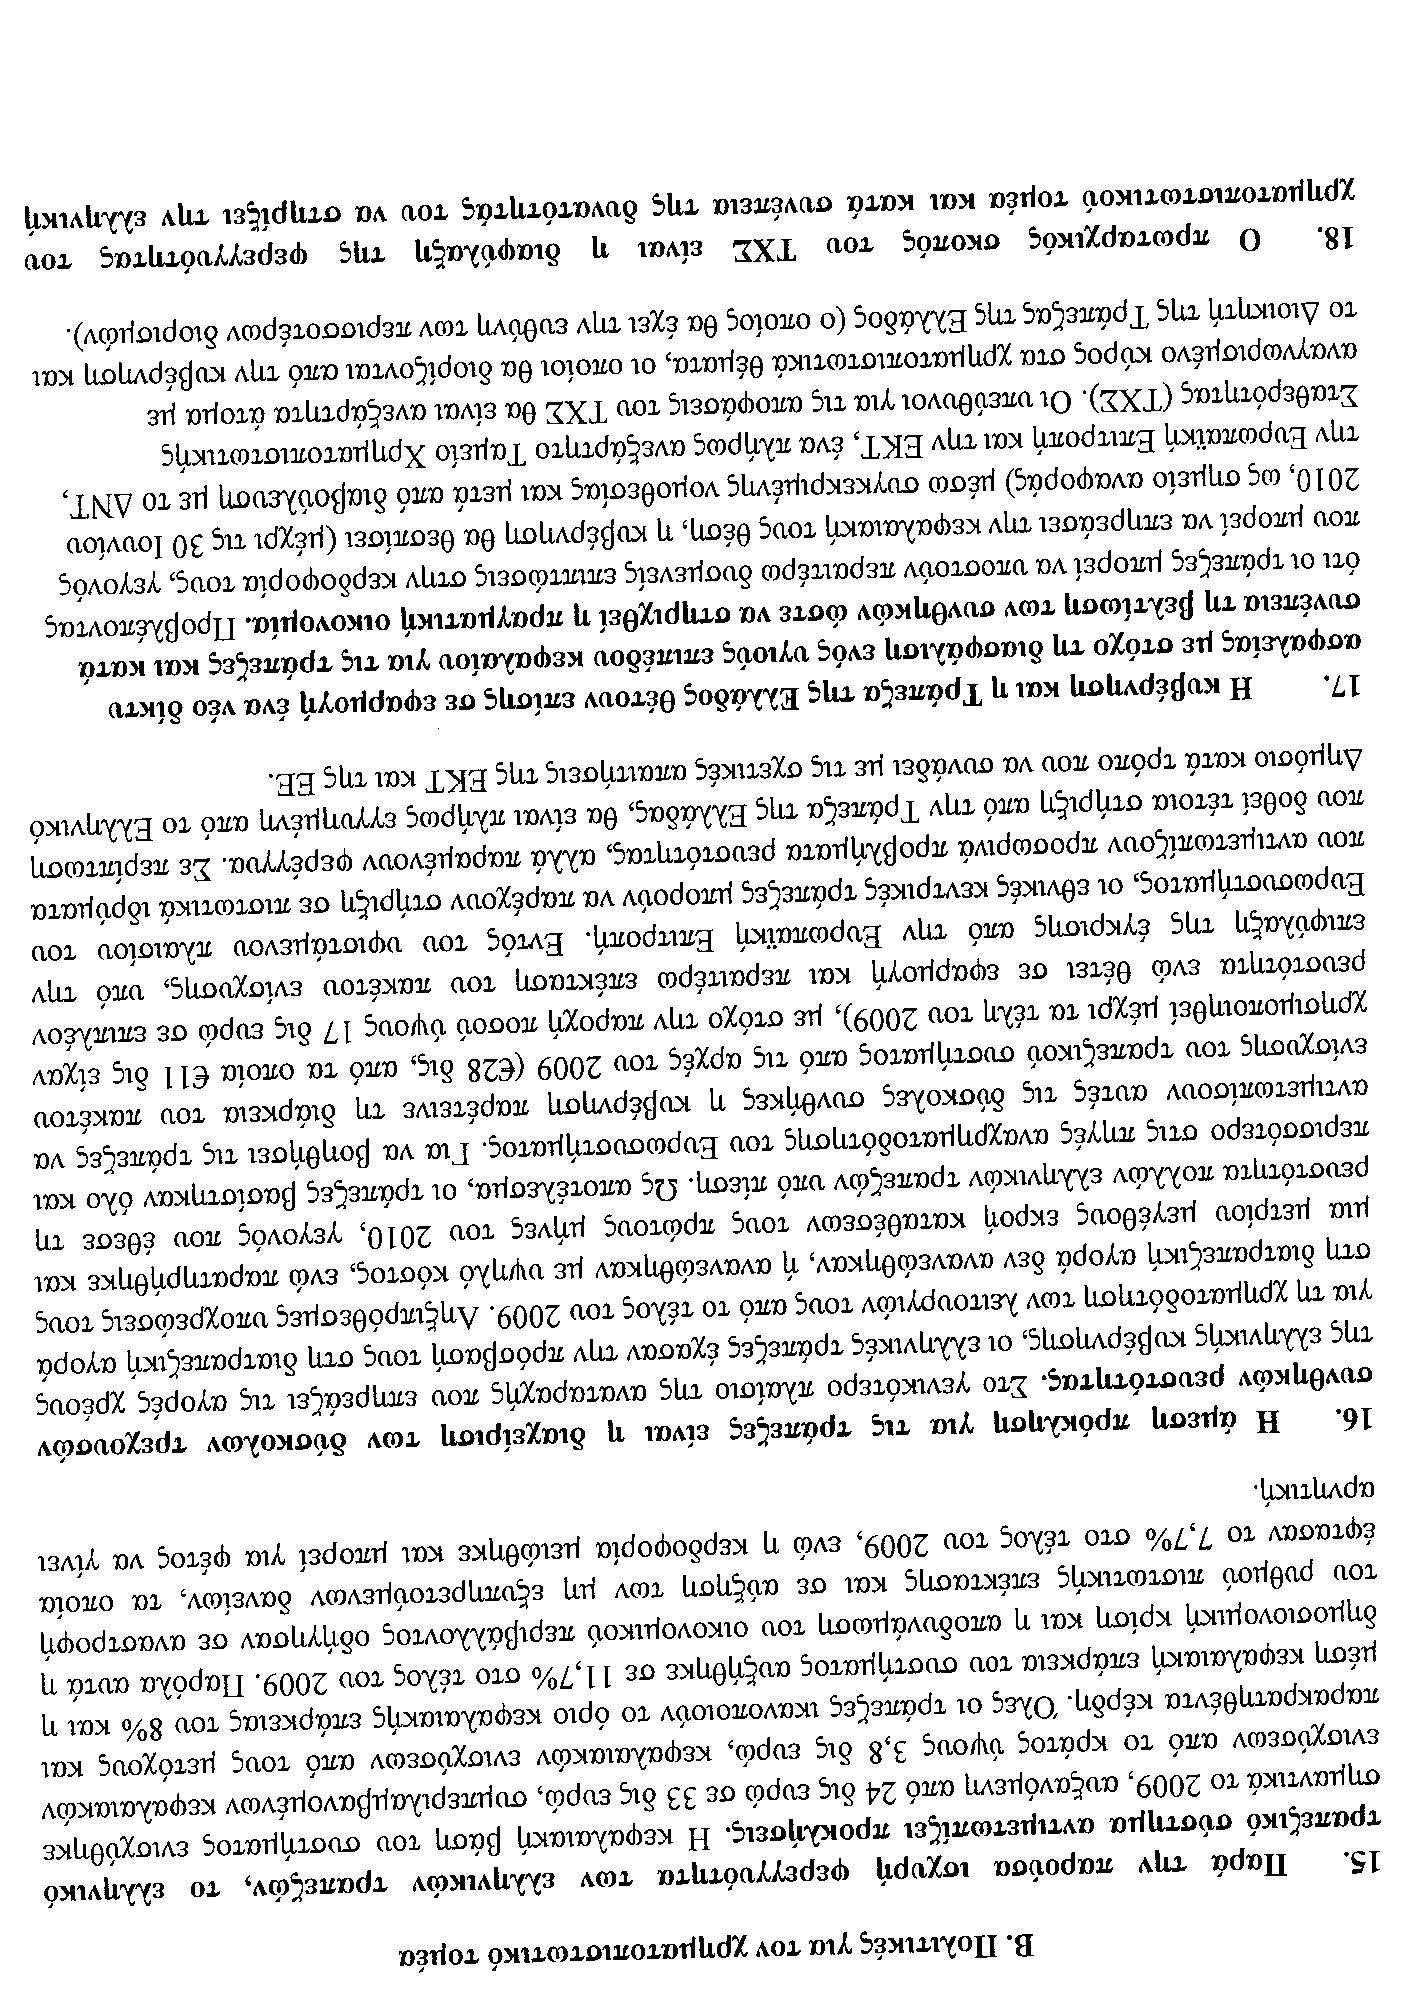 Β. Πολιτικές για τον χρηματοπιστωτικό τομέα
15. Παρά την παρούσα ισχυρή φερεγγυότητα των ελληνικών τραπεζών, το ελληνικό
τραπεζικό σύστημα αντιμετωπίζει προκλήσεις. Η κεφαλαιακή βάση του συστήματος ενισχύθηκε
σημαντικά το 2009, αυξανόμενη από 24 δις ευρώ σε 33 δις ευρώ, συμπεριλαμβανομένων κεφαλαιακών
ενισχύσεων από το κράτος ύψους 3,8 δις ευρώ, κεφαλαιακών ενισχύσεων από τους μετόχους και
παρακρατηθέντα κέρδη. Όλες οι τράπεζες ικανοποιούν το όριο κεφαλαιακής επάρκειας του 8% και η
μέση κεφαλαιακή επάρκεια του συστήματος αυξήθηκε σε 11,7% στο τέλος του 2009. Παρόλα αυτά η
δημοσιονομική κρίση και η αποδυνάμωση του οικονομικού περιβάλλοντος οδήγησαν σε αναστροφή
του ρυθμού πιστωτικής επέκτασης και σε αύξηση των μη εξυπηρετούμενων δανείων, τα οποία
έφτασαν το 7,7% στο τέλος του 2009, ενώ η κερδοφορία μειώθηκε και μπορεί για φέτος να γίνει
αρνητική.
16. Η άμεση πρόκληση για τις τράπεζες είναι η διαχείριση των δύσκολων τρεχουσών
συνθηκών ρευστότητας. Στο γενικότερο πλαίσιο της αναταραχής που επηρεάζει τις αγορές χρέους
της ελληνικής κυβέρνησης, οι ελληνικές τράπεζες έχασαν την πρόσβαση τους στη διατραπεζική αγορά
για τη χρηματοδότηση των λειτουργιών τους από το τέλος του 2009. Ληξιπρόθεσμες υποχρεώσεις τους
στη διατραπεζική αγορά δεν ανανεώθηκαν, ή ανανεώθηκαν με υψηλό κόστος, ενώ παρατηρήθηκε και
μια μετρίου μεγέθους εκροή καταθέσεων τους πρώτους μήνες του 2010, γεγονός που έθεσε τη
ρευστότητα πολλών ελληνικών τραπεζών υπό πίεση. Ως αποτέλεσμα, οι τράπεζες βασίστηκαν όλο και
περισσότερο στις πηγές αναχρηματοδότησης του Ευρωσυστήματος. Για να βοηθήσει τις τράπεζες να
αντιμετωπίσουν αυτές τις δύσκολες συνθήκες η κυβέρνηση παρέτεινε τη διάρκεια του πακέτου
ενίσχυσης του τραπεζικού συστήματος από τις αρχές του 2009 (€28 δις, από τα οποία €11 δις είχαν
χρησιμοποιηθεί μέχρι τα τέλη του 2009), με στόχο την παροχή ποσού ύψους 17 δις ευρώ σε επιπλέον
ρευστότητα ενώ θέτει σε εφαρμογή και περαιτέρω επέκταση του πακέτου ενίσχυσης, υπό την
επιφύλαξη της έγκρισης από την Ευρωπαϊκή Επιτροπή. Εντός του υφιστάμενου πλαισίου του
Ευρωσυστήματος, οι εθνικές κεντρικές τράπεζες μπορούν να παρέχουν στήριξη σε πιστωτικά ιδρύματα
που αντιμετωπίζουν προσωρινά προβλήματα ρευστότητας, αλλά παραμένουν φερέγγυα. Σε περίπτωση
που δοθεί τέτοια στήριξη από την Τράπεζα της Ελλάδας, θα είναι πλήρως εγγυημένη από το Ελληνικό
Δημόσιο κατά τρόπο που να συνάδει με τις σχετικές απαιτήσεις της ΕΚΤ και της ΕΕ.
17. Η κυβέρνηση και η Τράπεζα της Ελλάδος θέτουν επίσης σε εφαρμογή ένα νέο δίκτυ
ασφαλείας με στόχο τη διασφάλιση ενός υγιούς επιπέδου κεφαλαίου για τις τράπεζες και κατά
συνέπεια τη βελτίωση των συνθηκών ώστε να στηριχθεί η πραγματική οικονομία. Προβλέποντας
ότι οι τράπεζες μπορεί να υποστούν περαιτέρω δυσμενείς επιπτώσεις στην κερδοφορία τους, γεγονός
που μπορεί να επηρεάσει την κεφαλαιακή τους θέση, η κυβέρνηση θα θεσπίσει (μέχρι τις 30 Ιουνίου
2010, ως σημείο αναφοράς) μέσω συγκεκριμένης νομοθεσίας και μετά από διαβούλευση με το ΔΝΤ,
την Ευρωπαϊκή Επιτροπή και την ΕΚΤ, ένα πλήρως ανεξάρτητο Ταμείο Χρηματοπιστωτικής
Σταθερότητας (ΤΧΣ). Οι υπεύθυνοι για τις αποφάσεις του ΤΧΣ θα είναι ανεξάρτητα άτομα με
αναγνωρισμένο κύρος στα χρηματοπιστωτικά θέματα, οι οποίοι θα διορίζονται από την κυβέρνηση και
το Διοικητή της Τράπεζας της Ελλάδος (ο οποίος θα έχει την ευθύνη των περισσοτέρων διορισμών).
18. Ο πρωταρχικός σκοπός του ΤΧΣ είναι η διαφύλαξη της φερεγγυότητας του
χρηματοπιστωτικού τομέα και κατά συνέπεια της δυνατότητάς του να στηρίξει την ελληνική